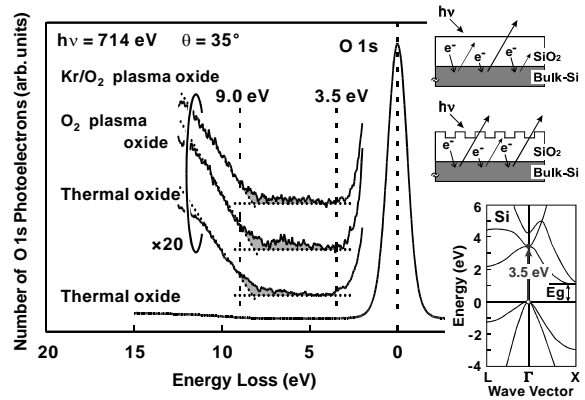 hν = 714 eV θ = 35°
O 1s
Kr/O2 plasma oxide
9.0 eV 3.5 eV
O2 plasma
oxide
Thermal oxide
×20
Thermal oxide
Number of O 1s Photoelectrons (arb. units)
20 15 10 5 0
Energy Loss (eV)
hν
e- e- e-
SiO2
Bulk-Si
hν
e- e- e-
SiO2
Bulk-Si
Si
3.5 eV
Eg
Energy (eV)
6
4
2
0
-2
-4
L Γ X
Wave Vector